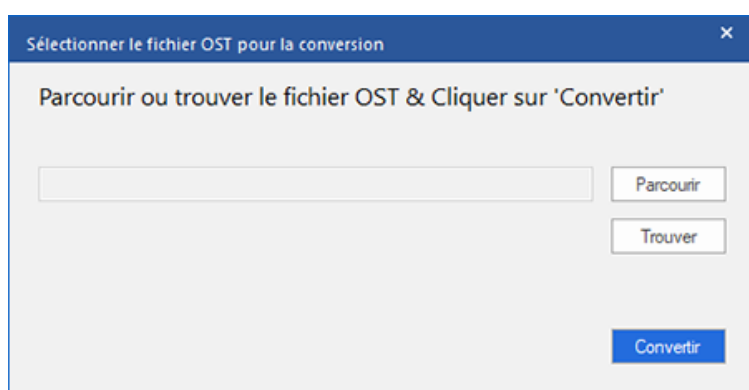 Sélectionner le fichier OST pour la conversion
Parcourir ou trouver le fichier OST & Cliquer sur 'Convertir'
Parcourir
Trouver
Convertir